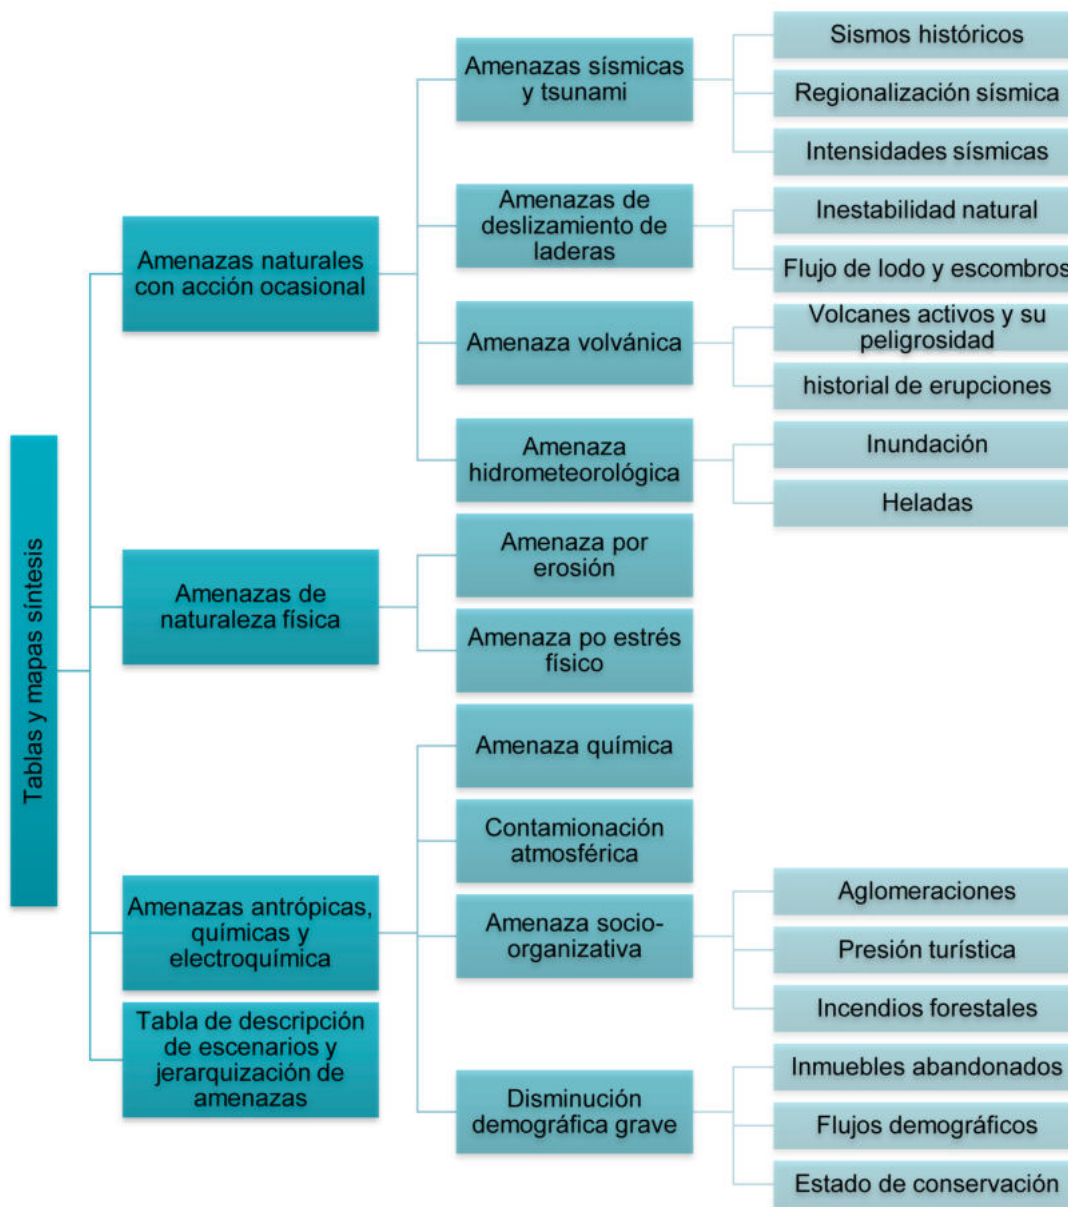 Tablas y mapas síntesis
Amenazas naturales
con acción ocasional
Amenazas sísmicas
y tsunami
Sismos históricos
Regionalización sísmica
Intensidades sísmicas
Amenazas de
deslizamiento de
laderas
Inestabilidad natural
Flujo de lodo y escombros
Amenaza volvánica
Volcanes activos y su
peligrosidad
historial de erupciones
Amenaza
hidrometeorológica
Inundación
Heladas
Amenazas de
naturaleza física
Amenaza por
erosión
Amenaza po estrés
físico
Amenazas antrópicas,
químicas y
electroquímica
Amenaza química
Contamionación
atmosférica
Amenaza socio-
organizativa
Aglomeraciones
Presión turística
Incendios forestales
Disminución
demográfica grave
Inmuebles abandonados
Flujos demográficos
Estado de conservación
Tabla de descripción
de escenarios y
jerarquización de
amenazas